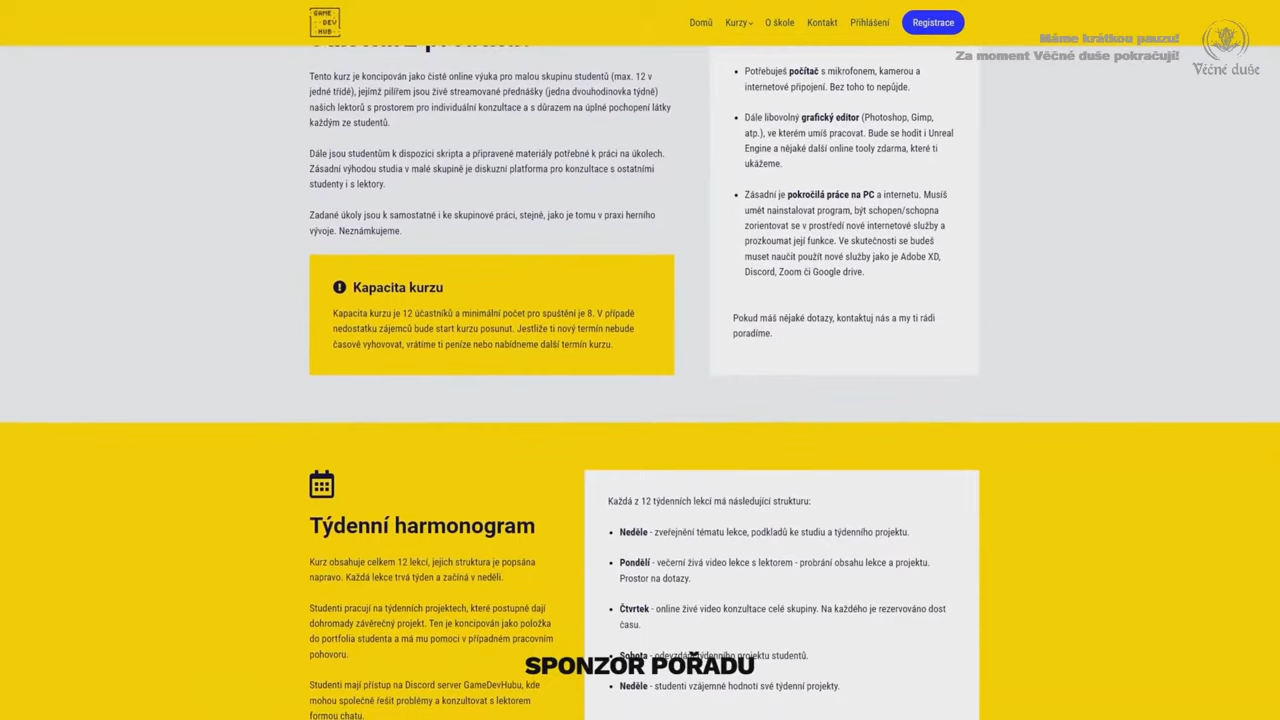 GAME
DEV
HUB
Domů
Kurzy
O škole
Kontakt
Přihlášení
Registrace
Máme krátkou pauzu!
Za moment Věčné duše pokračují!
Věčné duše
Tento kurz je koncipován jako čistě online výuka pro malou skupinu studentů (max. 12 v
jedné třídě), jejímž pilířem jsou živě streamované přednášky (jedna dvouhodinovka týdně)
našich lektorů s prostorem pro individuální konzultace a s důrazem na úplné pochopení látky
každým ze studentů.
Dále jsou studentům k dispozici skripta a připravené materiály potřebné k práci na úkolech.
Zásadní výhodou studia v malé skupině je diskuzní platforma pro konzultace s ostatními
studenty i s lektory.
Zadané úkoly jsou k samostatné i ke skupinové práci, stejně, jako je tomu v praxi herního
vývoje. Neznámkujeme.
Kapacita kurzu
Kapacita kurzu je 12 účastníků a minimální počet pro spuštění je 8. V případě
nedostatku zájemců bude start kurzu posunut. Jestliže ti nový termín nebude
časově vyhovovat, vrátíme ti peníze nebo nabídneme další termín kurzu.
Potřebuješ počítač s mikrofonem, kamerou a
internetové připojení. Bez toho to nepůjde.
Dále libovolný grafický editor (Photoshop, Gimp,
atp.), ve kterém umíš pracovat. Bude se hodit i Unreal
Engine a nějaké další online tooly zdarma, které ti
ukážeme.
Zásadní je pokročilá práce na PC a internetu. Musíš
umět nainstalovat program, být schopen/schopna
zorientovat se v prostředí nové internetové služby a
prozkoumat její funkce. Ve skutečnosti se budeš
muset naučit použít nové služby jako je Adobe XD,
Discord, Zoom či Google drive.
Pokud máš nějaké dotazy, kontaktuj nás a my ti rádi
poradíme.
Týdenní harmonogram
Kurz obsahuje celkem 12 lekcí, jejich struktura je popsána
napravo. Každá lekce trvá týden a začíná v neděli.
Studenti pracují na týdenních projektech, které postupně dají
dohromady závěrečný projekt. Ten je koncipován jako položka
do portfolia studenta a má mu pomoci v případném pracovním
pohovoru.
Studenti mají přístup na Discord server GameDevHubu, kde
mohou společně řešit problémy a konzultovat s lektorem
formou chatu.
Každá z 12 týdenních lekcí má následující strukturu:
Neděle - zveřejnění tématu lekce, podkladů ke studiu a týdenního projektu.
Pondělí - večerní živá video lekce s lektorem - probrání obsahu lekce a projektu.
Prostor na dotazy.
Čtvrtek - online živé video konzultace celé skupiny. Na každého je rezervováno dost
času.
Sobota - odevzdání týdenního projektu studentů.
SPONZOR POŘADU
Neděle - studenti vzájemně hodnotí své týdenní projekty.